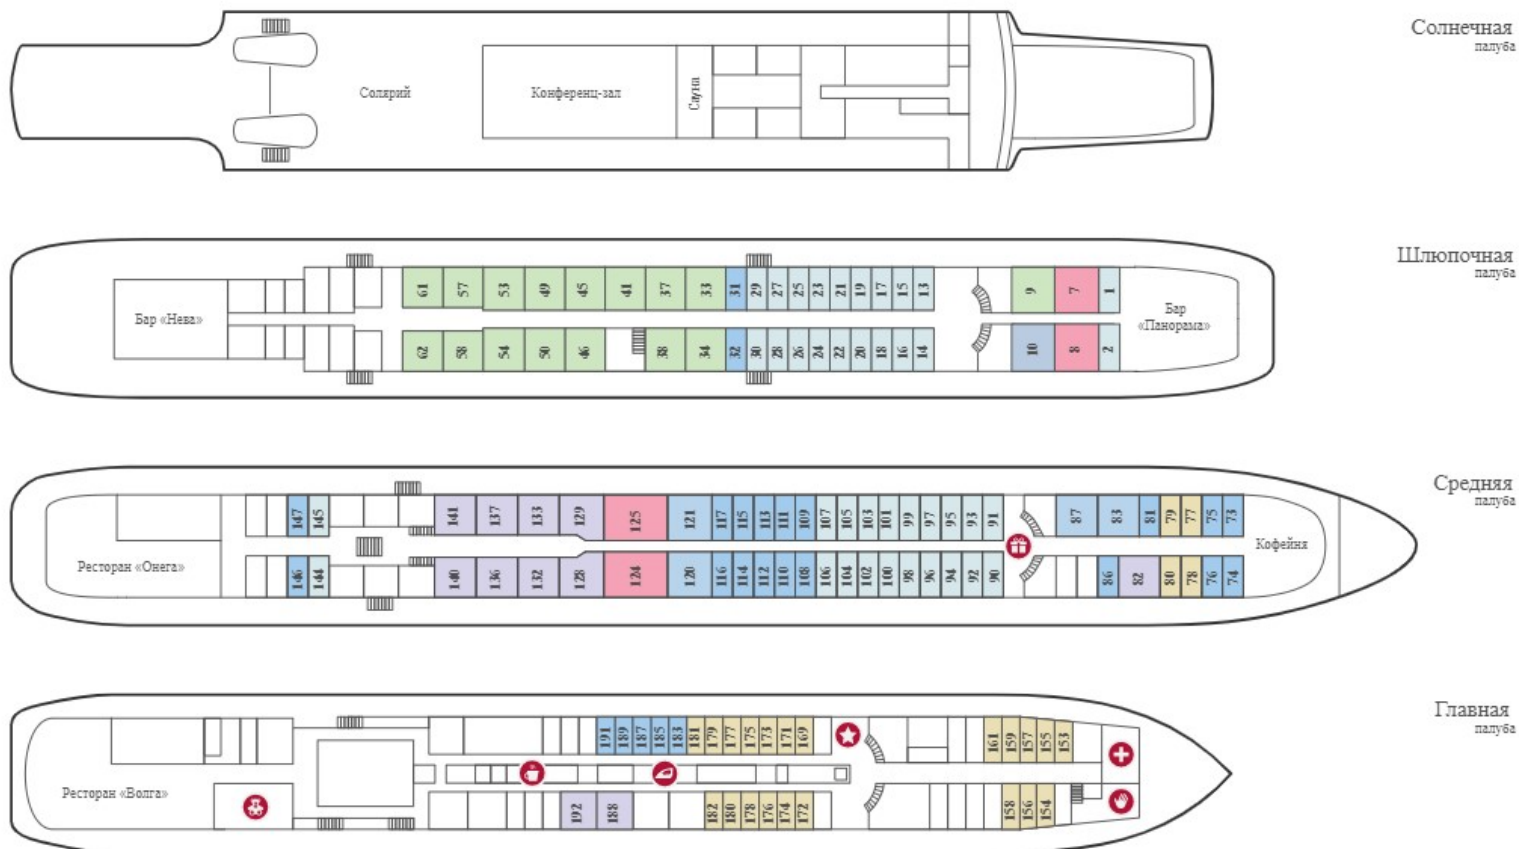 Солнечная
палуба
Солярий
Конференц-зал
Сауна
Шлюпочная
палуба
61 57 53 49 45 41 37 33 31 29 27 25 23 21 19 17 15 13 9 7 1
Бар «Нева»
Бар
«Панорама»
62 58 54 50 46 38 34 32 30 28 26 24 22 20 18 16 14 10 8 2
Средняя
палуба
147 145 141 137 133 129 125 121 117 115 113 111 109 107 105 103 101 99 97 95 93 91 87 83 81 79 77 75 73
Ресторан «Онега»
Кофейня
146 144 140 136 132 128 124 120 116 114 112 110 108 106 104 102 100 98 96 94 92 90 86 82 80 78 76 74
Главная
палуба
191 189 187 185 183 181 179 177 175 173 171 169 161 159 157 155 153
Ресторан «Волга»
192 188 182 180 178 176 174 172 158 156 154